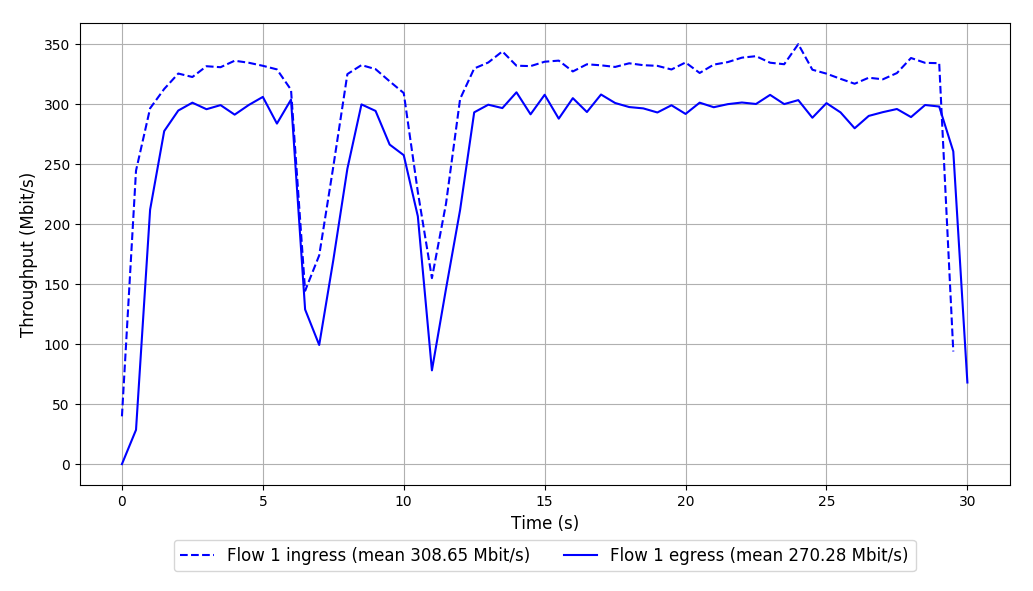 350
300
250
200
150
100
50
0
Throughput (Mbit/s)
0 5 10 15 20 25 30
Time (s)
Flow 1 ingress (mean 308.65 Mbit/s) Flow 1 egress (mean 270.28 Mbit/s)